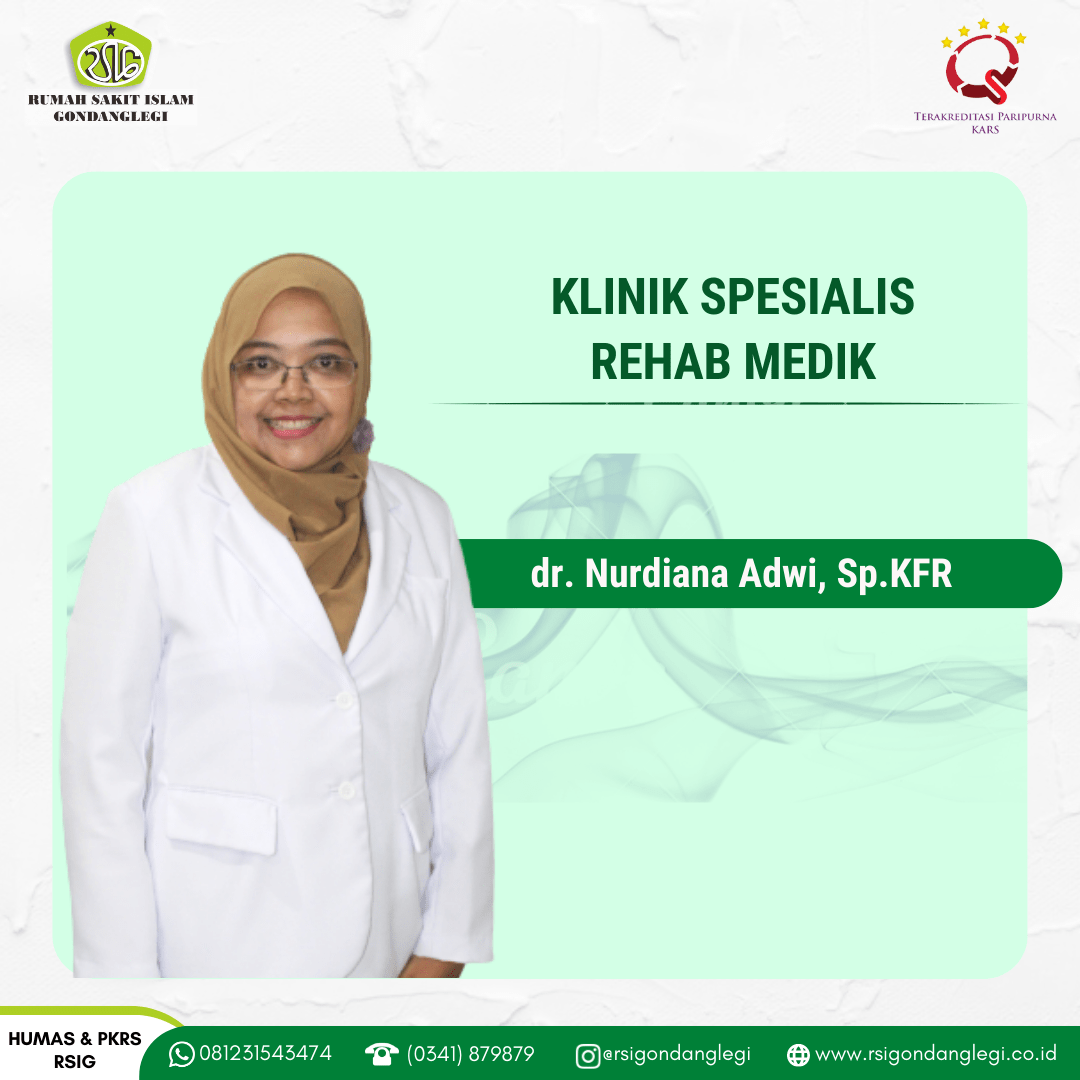 RSIG
RUMAH SAKIT ISLAM
GONDANGLEGI
TERAKREDITASI PARIPURNA
KARS
KLINIK SPESIALIS
REHAB MEDIK
dr. Nurdiana Adwi, Sp.KFR
HUMAS & PKRS
RSIG
081231543474
(0341) 879879
@rsigondanglegi
www.rsigondanglegi.co.id